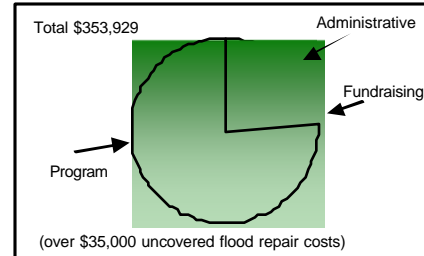 Total $353,929
Administrative
Fundraising
Program
(over $35,000 uncovered flood repair costs)